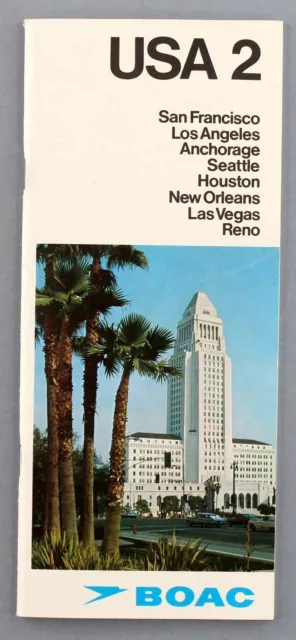 USA 2
San Francisco
Los Angeles
Anchorage
Seattle
Houston
New Orleans
Las Vegas
Reno
BOAC